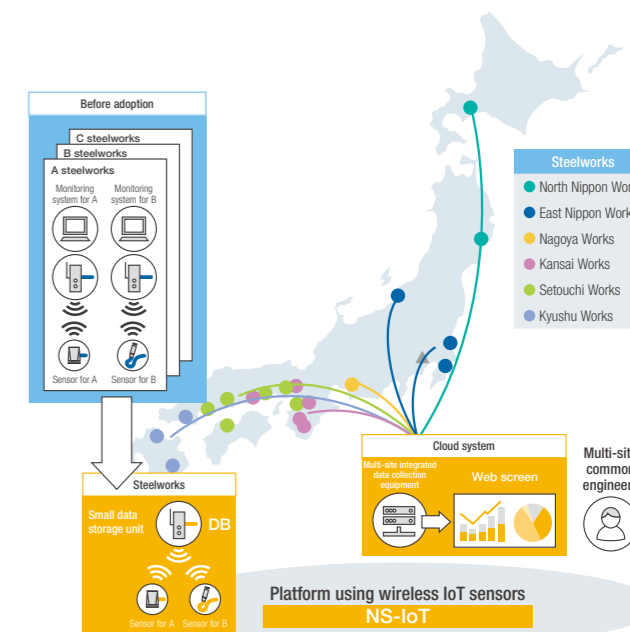 Before adoption
C steelworks
B steelworks
A steelworks
Monitoring
system for A
Monitoring
system for B
Sensor for A
Sensor for B
Steelworks
North Nippon Wor
East Nippon Work
Nagoya Works
Kansai Works
Setouchi Works
Kyushu Works
Steelworks
Small data
storage unit
DB
Sensor for A
Sensor for B
Cloud system
Multi-site integrated
data collection
equipment
Web screen
Multi-sit
common
engineer
Platform using wireless IoT sensors
NS-IoT